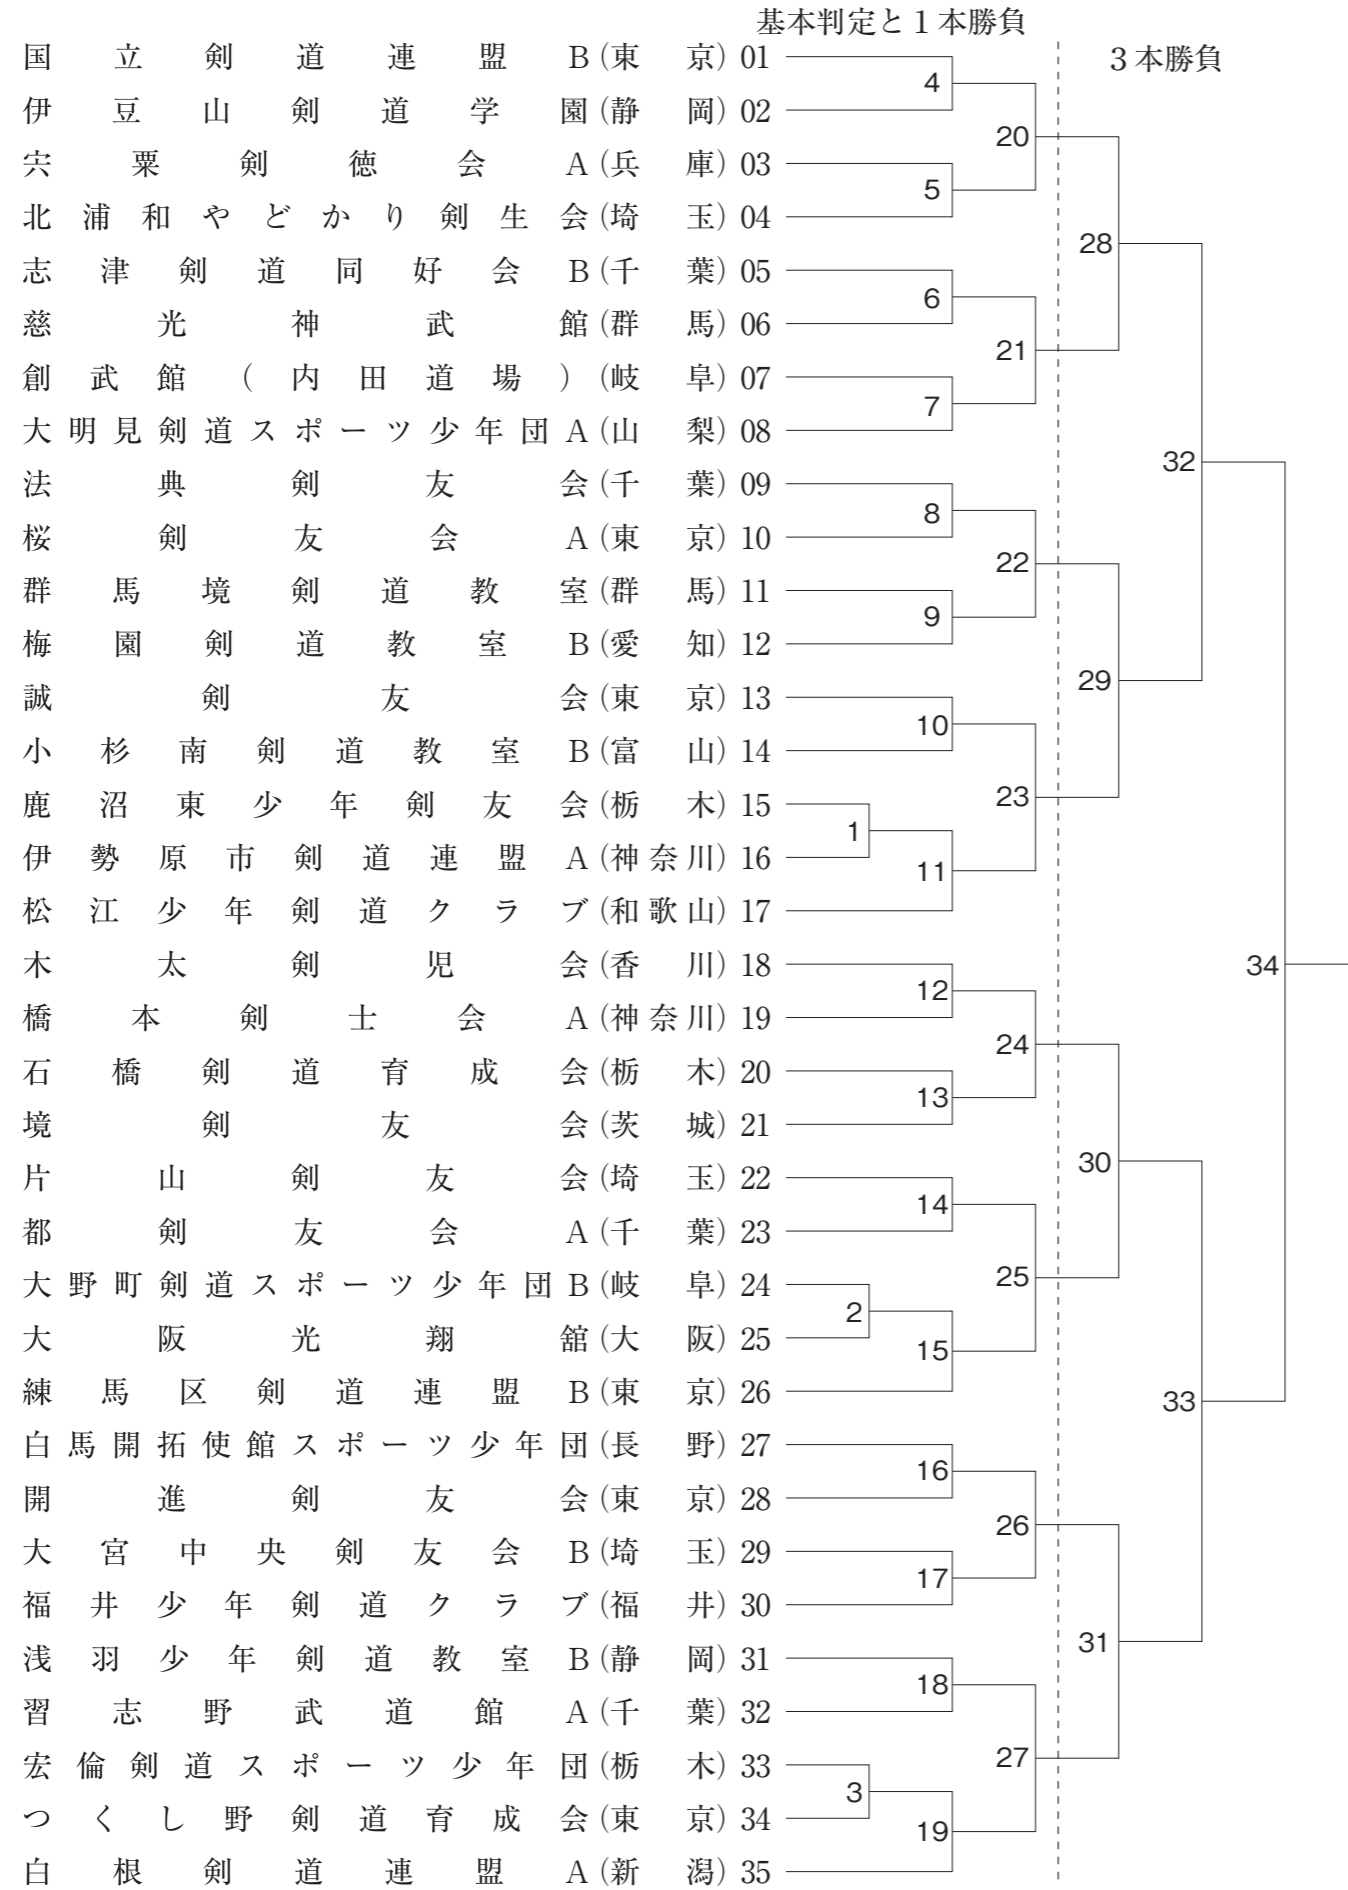 基本判定と1本勝負
3本勝負
国立剣道連盟B(東京)01
伊豆山剣道学園(静岡)02
宍粟剣徳会A(兵庫)03
北浦和やどかり剣生会(埼玉)04
志津剣道同好会B(千葉)05
慈光神武館(群馬)06
創武館(内田道場)(岐阜)07
大明見剣道スポーツ少年団A(山梨)08
法典剣友会(千葉)09
桜剣友会A(東京)10
群馬境剣道教室(群馬)11
梅園剣道教室B(愛知)12
誠剣友会(東京)13
小杉南剣道教室B(富山)14
鹿沼東少年剣友会(栃木)15
伊勢原市剣道連盟A(神奈川)16
松江少年剣道クラブ(和歌山)17
木太剣児会(香川)18
橋本剣士会A(神奈川)19
石橋剣道育成会(栃木)20
境剣友会(茨城)21
片山剣友会(埼玉)22
都剣友会A(千葉)23
大野町剣道スポーツ少年団B(岐阜)24
大阪光翔舘(大阪)25
練馬区剣道連盟B(東京)26
白馬開拓使館スポーツ少年団(長野)27
開進剣友会(東京)28
大宮中央剣友会B(埼玉)29
福井少年剣道クラブ(福井)30
浅羽少年剣道教室B(静岡)31
習志野武道館A(千葉)32
宏倫剣道スポーツ少年団(栃木)33
つくし野剣道育成会(東京)34
白根剣道連盟A(新潟)35
1
2
3
4
5
6
7
8
9
10
11
12
13
14
15
16
17
18
19
20
21
22
23
24
25
26
27
28
29
30
31
32
33
34